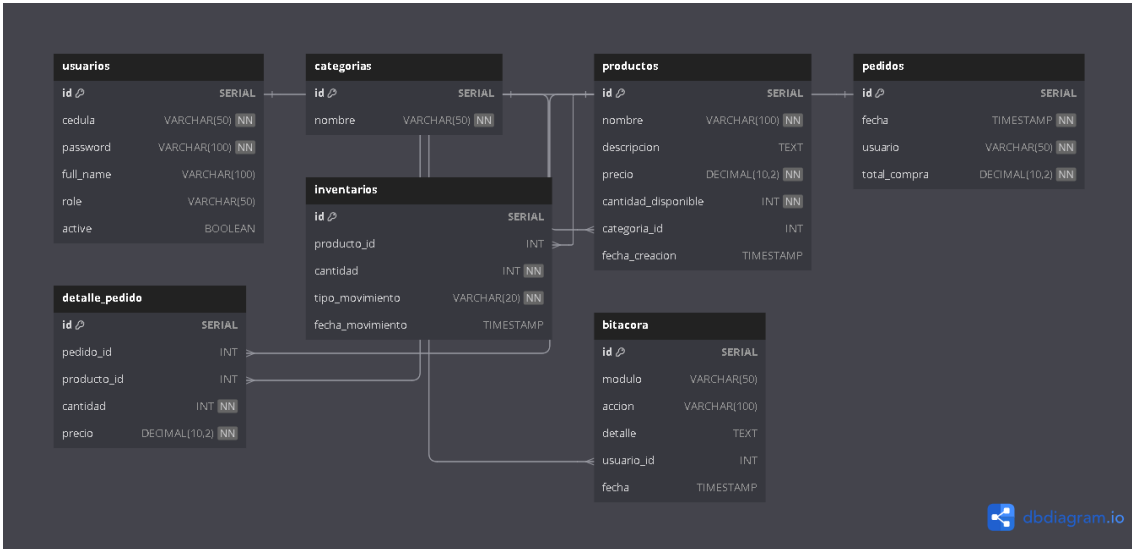 usuarios
id SERIAL
cedula VARCHAR(50) NN
password VARCHAR(100) NN
full_name VARCHAR(100)
role VARCHAR(50)
active BOOLEAN
categorias
id SERIAL
nombre VARCHAR(50) NN
productos
id SERIAL
nombre VARCHAR(100) NN
descripcion TEXT
precio DECIMAL(10,2) NN
cantidad_disponible INT NN
categoria_id INT
fecha_creacion TIMESTAMP
pedidos
id SERIAL
fecha TIMESTAMP NN
usuario VARCHAR(50) NN
total_compra DECIMAL(10,2) NN
inventarios
id SERIAL
producto_id INT
cantidad INT NN
tipo_movimiento VARCHAR(20) NN
fecha_movimiento TIMESTAMP
detalle_pedido
id SERIAL
pedido_id INT
producto_id INT
cantidad INT NN
precio DECIMAL(10,2) NN
bitacora
id SERIAL
modulo VARCHAR(50)
accion VARCHAR(100)
detalle TEXT
usuario_id INT
fecha TIMESTAMP
dbdiagram.io